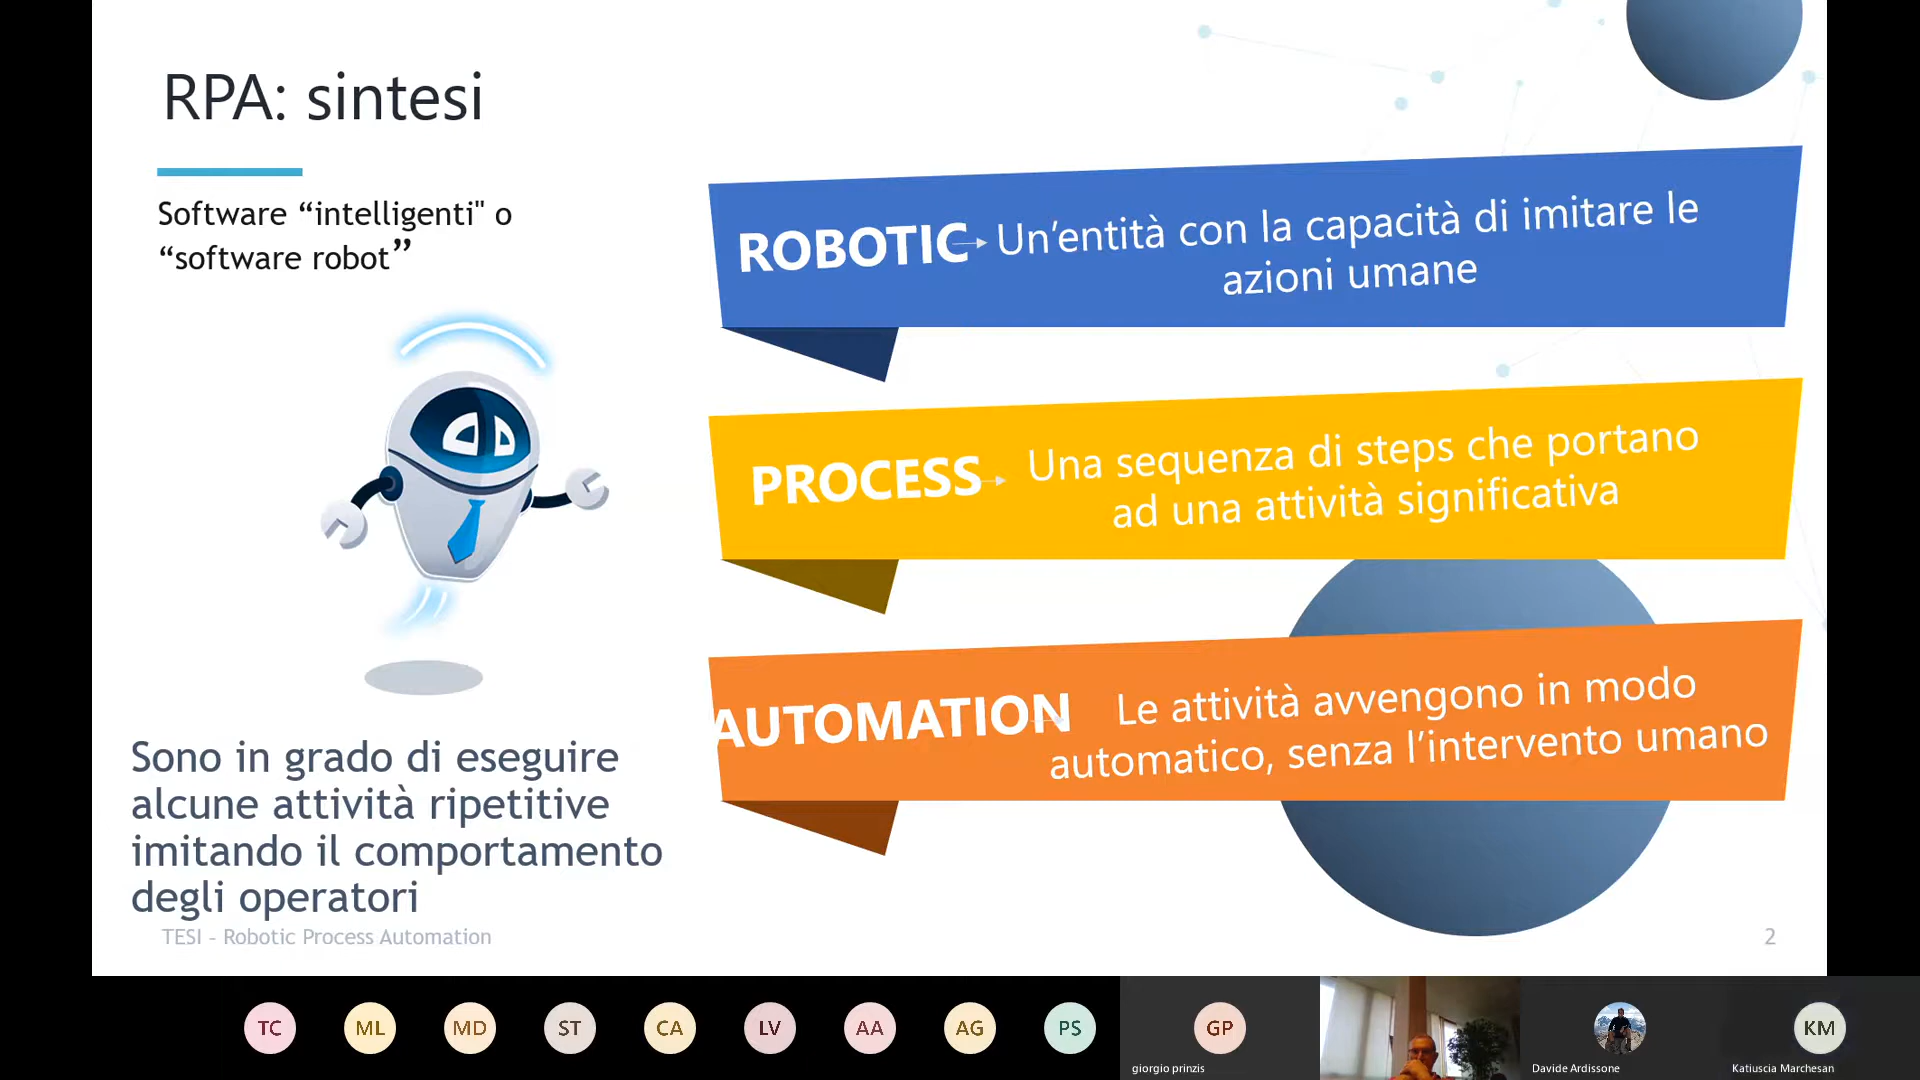 RPA: sintesi
Software “intelligenti" o
“software robot”
Sono in grado di eseguire
alcune attività ripetitive
imitando il comportamento
degli operatori
ROBOTIC Un’entità con la capacità di imitare le
azioni umane
PROCESS Una sequenza di steps che portano
ad una attività significativa
AUTOMATION Le attività avvengono in modo
automatico, senza l’intervento umano
TESI - Robotic Process Automation
2
TC ML MD ST CA LV AA AG PS GP KM
giorgio prinzis
Davide Ardissone
Katiuscia Marchesan